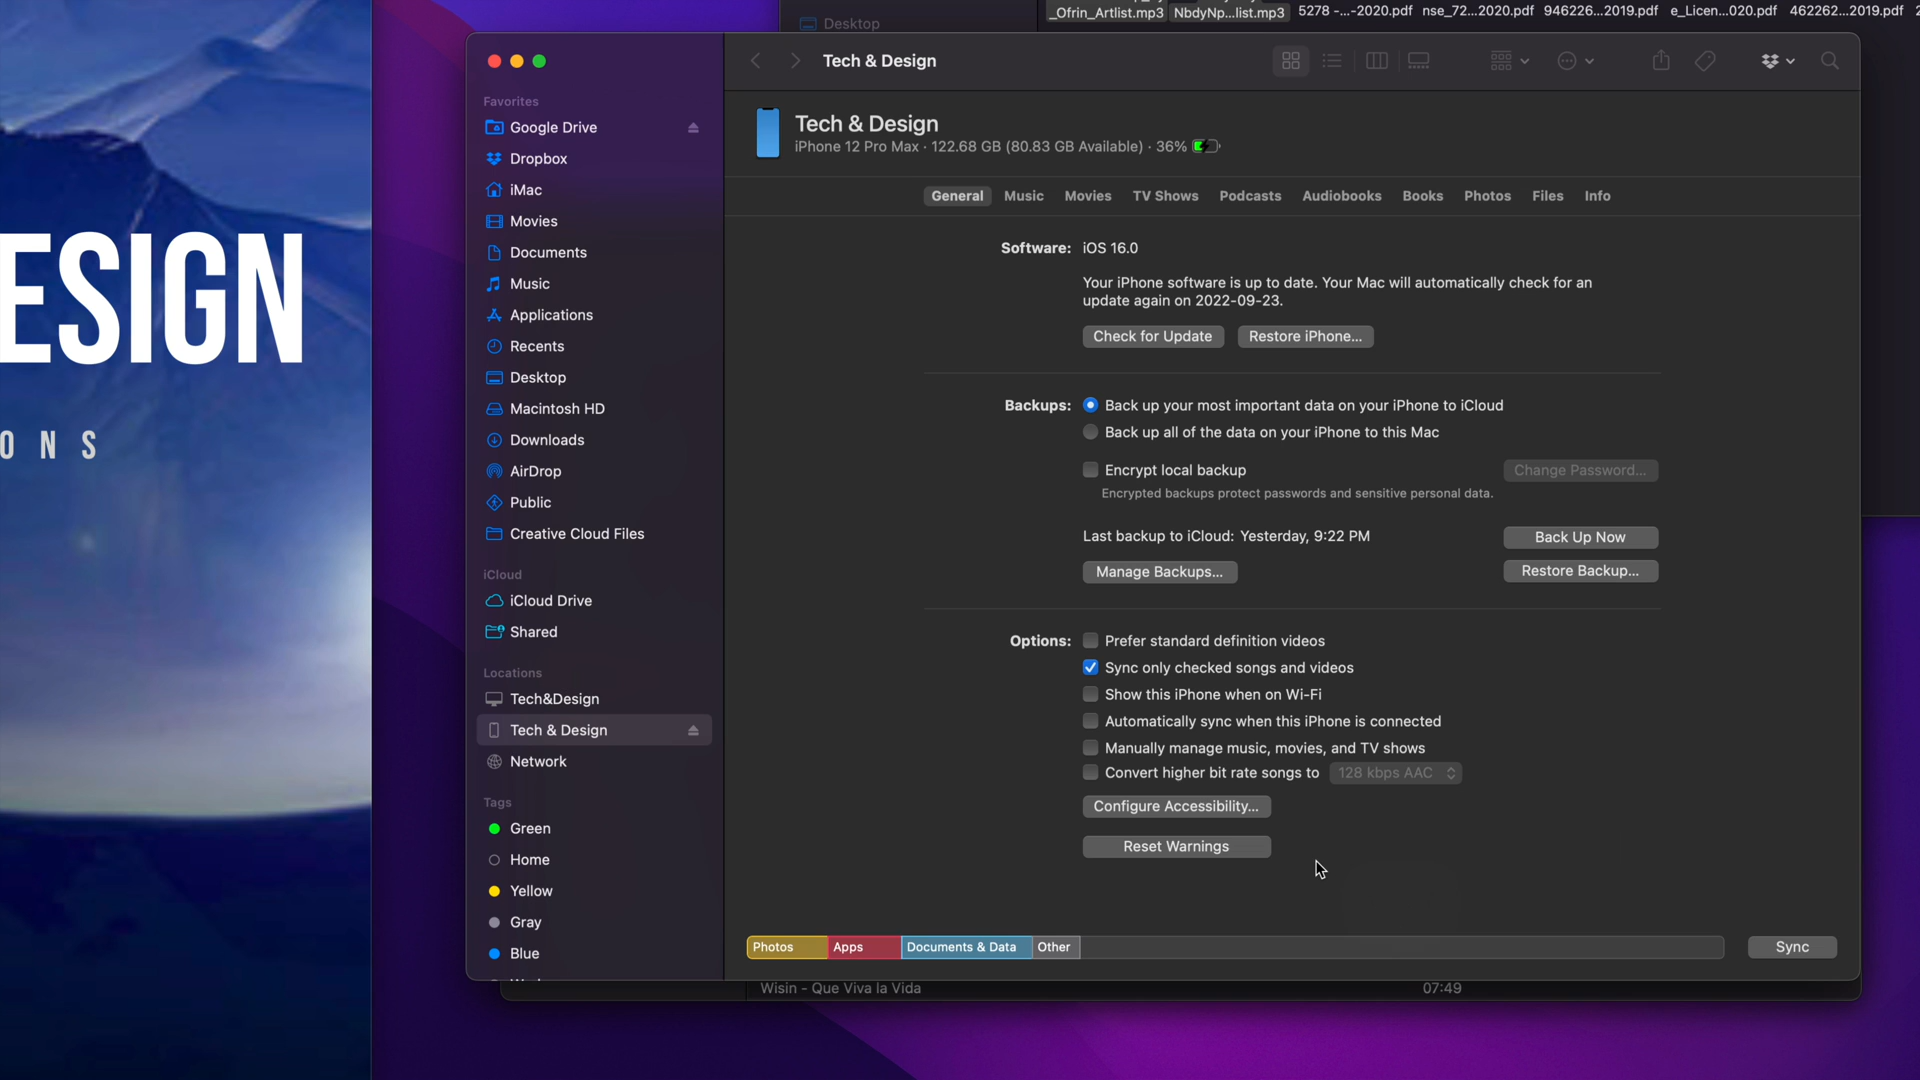 _Ofrin_Artlist.mp3 NbdyNp...list.mp3 5278 -...-2020.pdf nse_72...2020.pdf 946226...2019.pdf e_Licen...020.pdf 462262...2019.pdf
Desktop
Tech & Design
ESIGN
ONS
Favorites
Google Drive
Dropbox
iMac
Movies
Documents
Music
Applications
Recents
Desktop
Macintosh HD
Downloads
AirDrop
Public
Creative Cloud Files
iCloud
iCloud Drive
Shared
Locations
Tech&Design
Tech & Design
Network
Tags
Green
Home
Yellow
Gray
Blue
Tech & Design
iPhone 12 Pro Max · 122.68 GB (80.83 GB Available) · 36%
General Music Movies TV Shows Podcasts Audiobooks Books Photos Files Info
Software: iOS 16.0
Your iPhone software is up to date. Your Mac will automatically check for an
update again on 2022-09-23.
Check for Update Restore iPhone...
Backups: Back up your most important data on your iPhone to iCloud
Back up all of the data on your iPhone to this Mac
Encrypt local backup Change Password...
Encrypted backups protect passwords and sensitive personal data.
Last backup to iCloud: Yesterday, 9:22 PM Back Up Now
Manage Backups... Restore Backup...
Options: Prefer standard definition videos
Sync only checked songs and videos
Show this iPhone when on Wi-Fi
Automatically sync when this iPhone is connected
Manually manage music, movies, and TV shows
Convert higher bit rate songs to 128 kbps AAC
Configure Accessibility...
Reset Warnings
Photos Apps Documents & Data Other Sync
Wisin - Que Viva la Vida 07:49